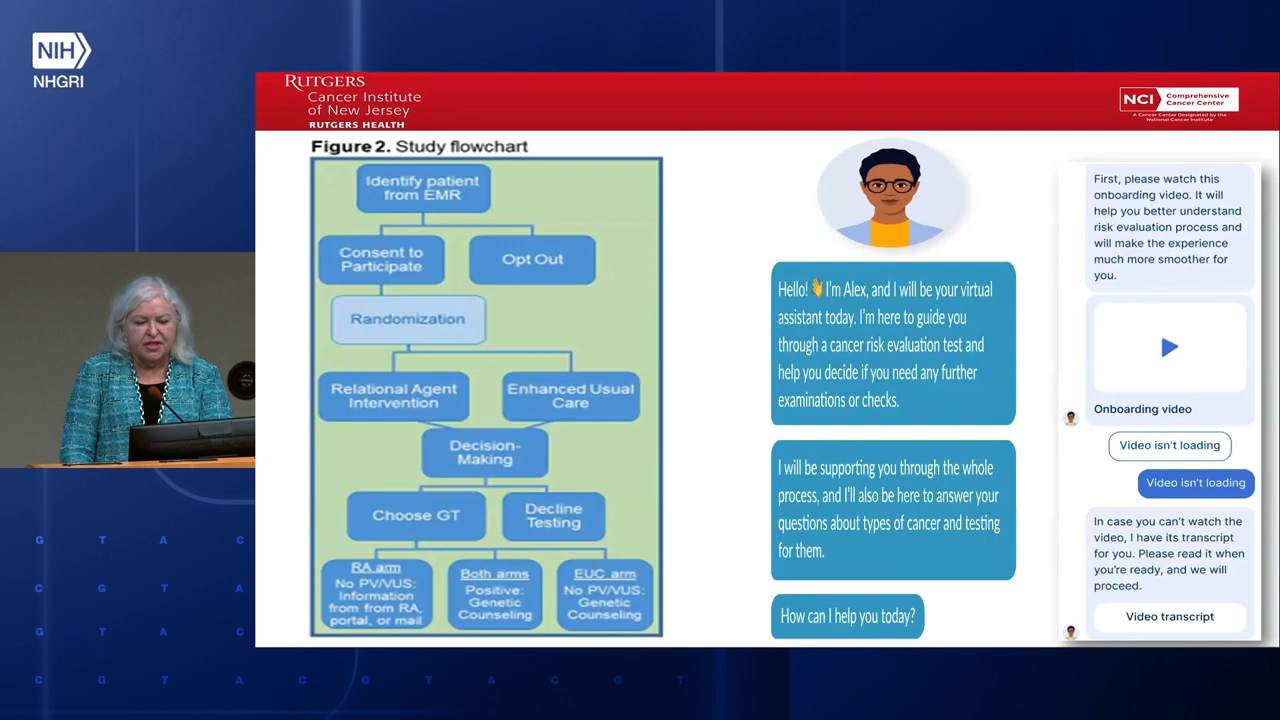 NIH
NHGRI
RUTGERS
Cancer Institute
of New Jersey
RUTGERS HEALTH
NCI
Comprehensive
Cancer Center
A Cancer Center Designated by the
National Cancer Institute
Figure 2. Study flowchart
Identify patient
from EMR
Consent to
Participate
Opt Out
Randomization
Relational Agent
Intervention
Enhanced Usual
Care
Decision-
Making
Choose GT
Decline
Testing
RA arm
No PV/VUS:
Information
from from RA,
portal, or mail
Both arms
Positive:
Genetic
Counseling
EUC arm
No PV/VUS:
Genetic
Counseling
Hello! 👋 I'm Alex, and I will be your virtual
assistant today. I'm here to guide you
through a cancer risk evaluation test and
help you decide if you need any further
examinations or checks.
I will be supporting you through the whole
process, and I'll also be here to answer your
questions about types of cancer and testing
for them.
How can I help you today?
First, please watch this
onboarding video. It will
help you better understand
risk evaluation process and
will make the experience
much more smoother for
you.
Onboarding video
Video isn't loading
Video isn't loading
In case you can't watch the
video, I have its transcript
for you. Please read it when
you're ready, and we will
proceed.
Video transcript
G T A C
C G T A
G T A C
C G T A C G T A C G T